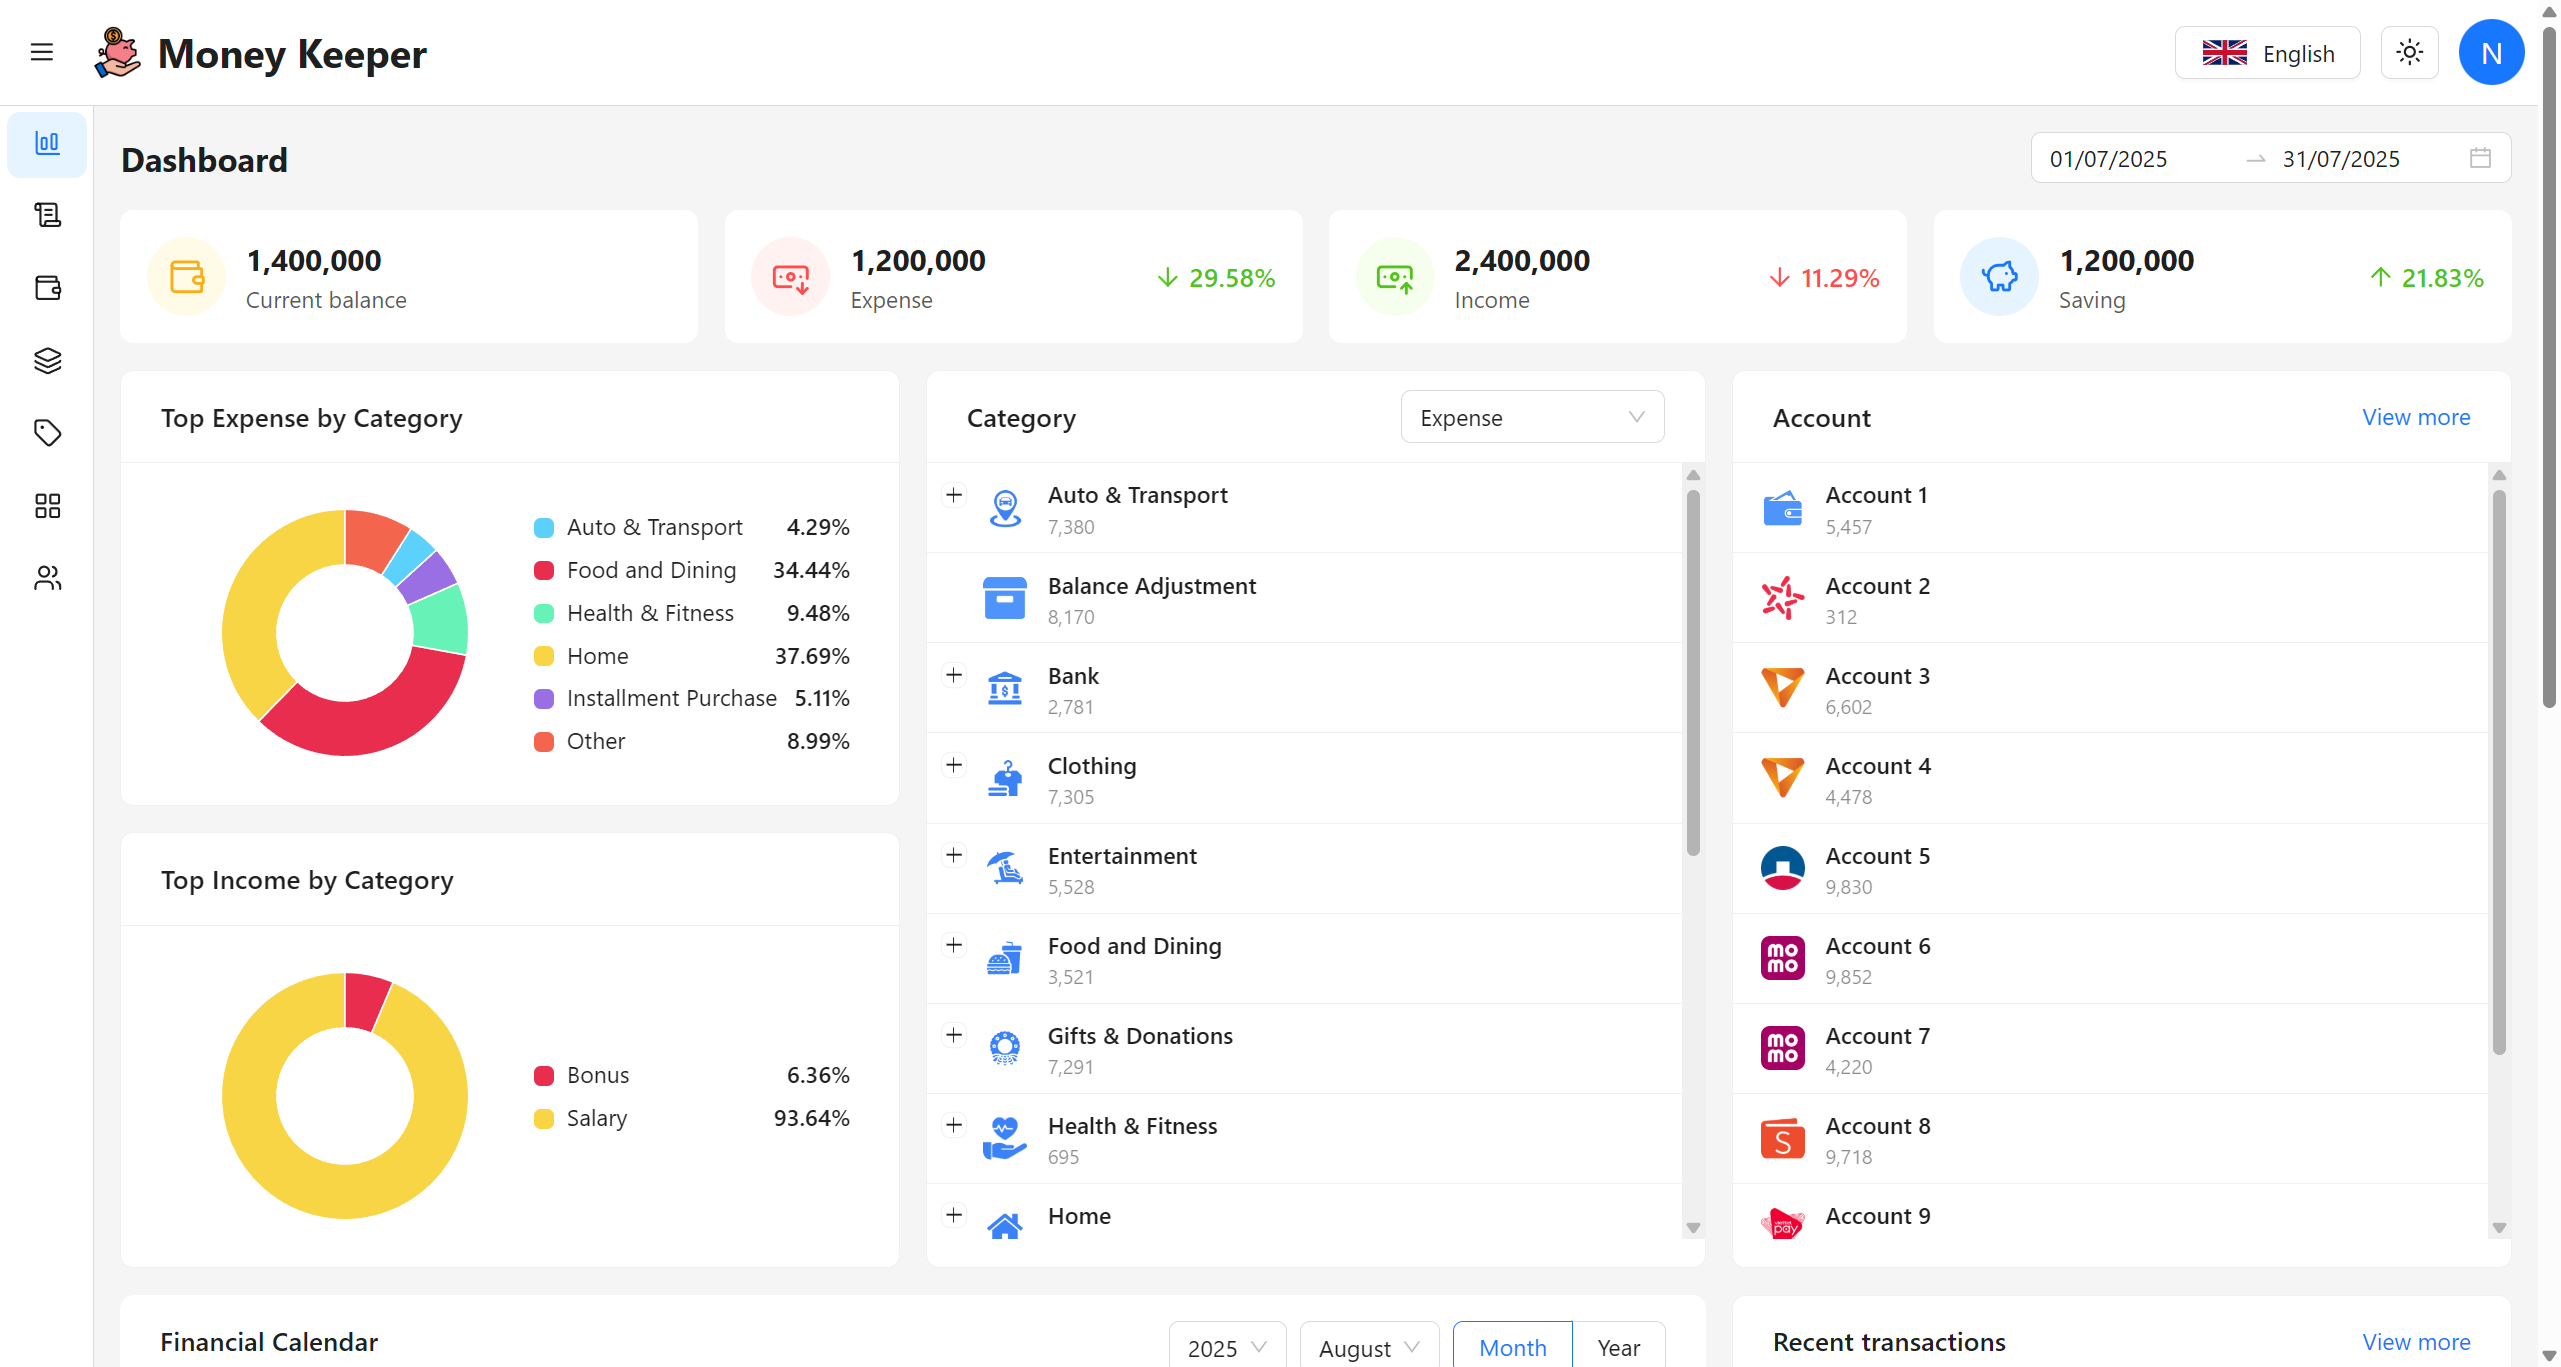 Money Keeper
English
N
Dashboard
01/07/2025
31/07/2025
1,400,000
Current balance
1,200,000
Expense
29.58%
2,400,000
Income
11.29%
1,200,000
Saving
21.83%
Top Expense by Category
Auto & Transport 4.29%
Food and Dining 34.44%
Health & Fitness 9.48%
Home 37.69%
Installment Purchase 5.11%
Other 8.99%
Top Income by Category
Bonus 6.36%
Salary 93.64%
Category
Expense
Auto & Transport
7,380
Balance Adjustment
8,170
Bank
2,781
Clothing
7,305
Entertainment
5,528
Food and Dining
3,521
Gifts & Donations
7,291
Health & Fitness
695
Home
Account
View more
Account 1
5,457
Account 2
312
Account 3
6,602
Account 4
4,478
Account 5
9,830
Account 6
9,852
mo
mo
Account 7
4,220
mo
mo
Account 8
9,718
S
Account 9
pay
Financial Calendar
2025
August
Month
Year
Recent transactions
View more